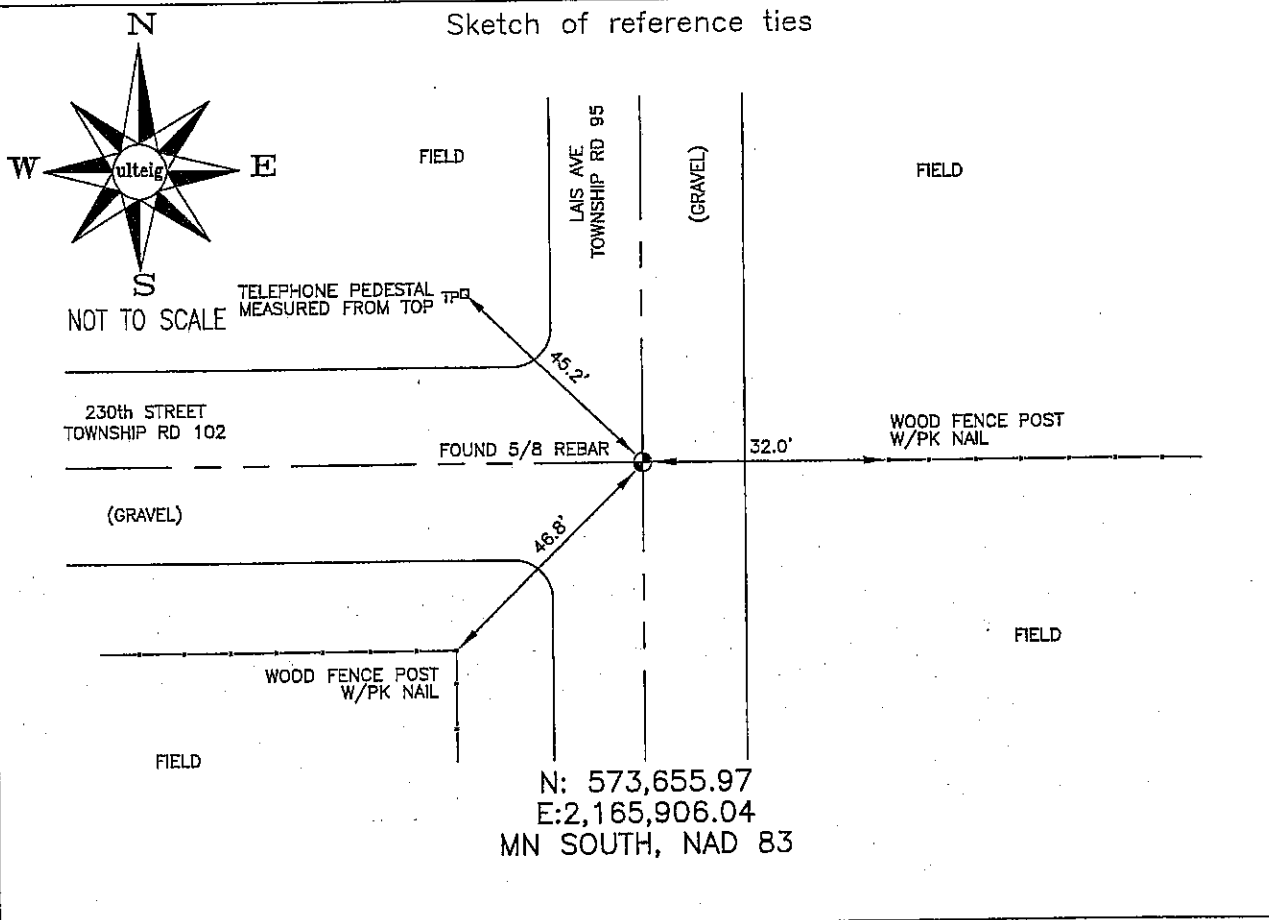 Sketch of reference ties
N
W
ulteig
E
S
NOT TO SCALE
FIELD
LAIS AVE
TOWNSHIP RD 95
(GRAVEL)
FIELD
TELEPHONE PEDESTAL
MEASURED FROM TOP
TP
45.2'
230th STREET
TOWNSHIP RD 102
FOUND 5/8 REBAR
32.0'
WOOD FENCE POST
W/PK NAIL
(GRAVEL)
46.8'
FIELD
WOOD FENCE POST
W/PK NAIL
FIELD
N: 573,655.97
E:2,165,906.04
MN SOUTH, NAD 83